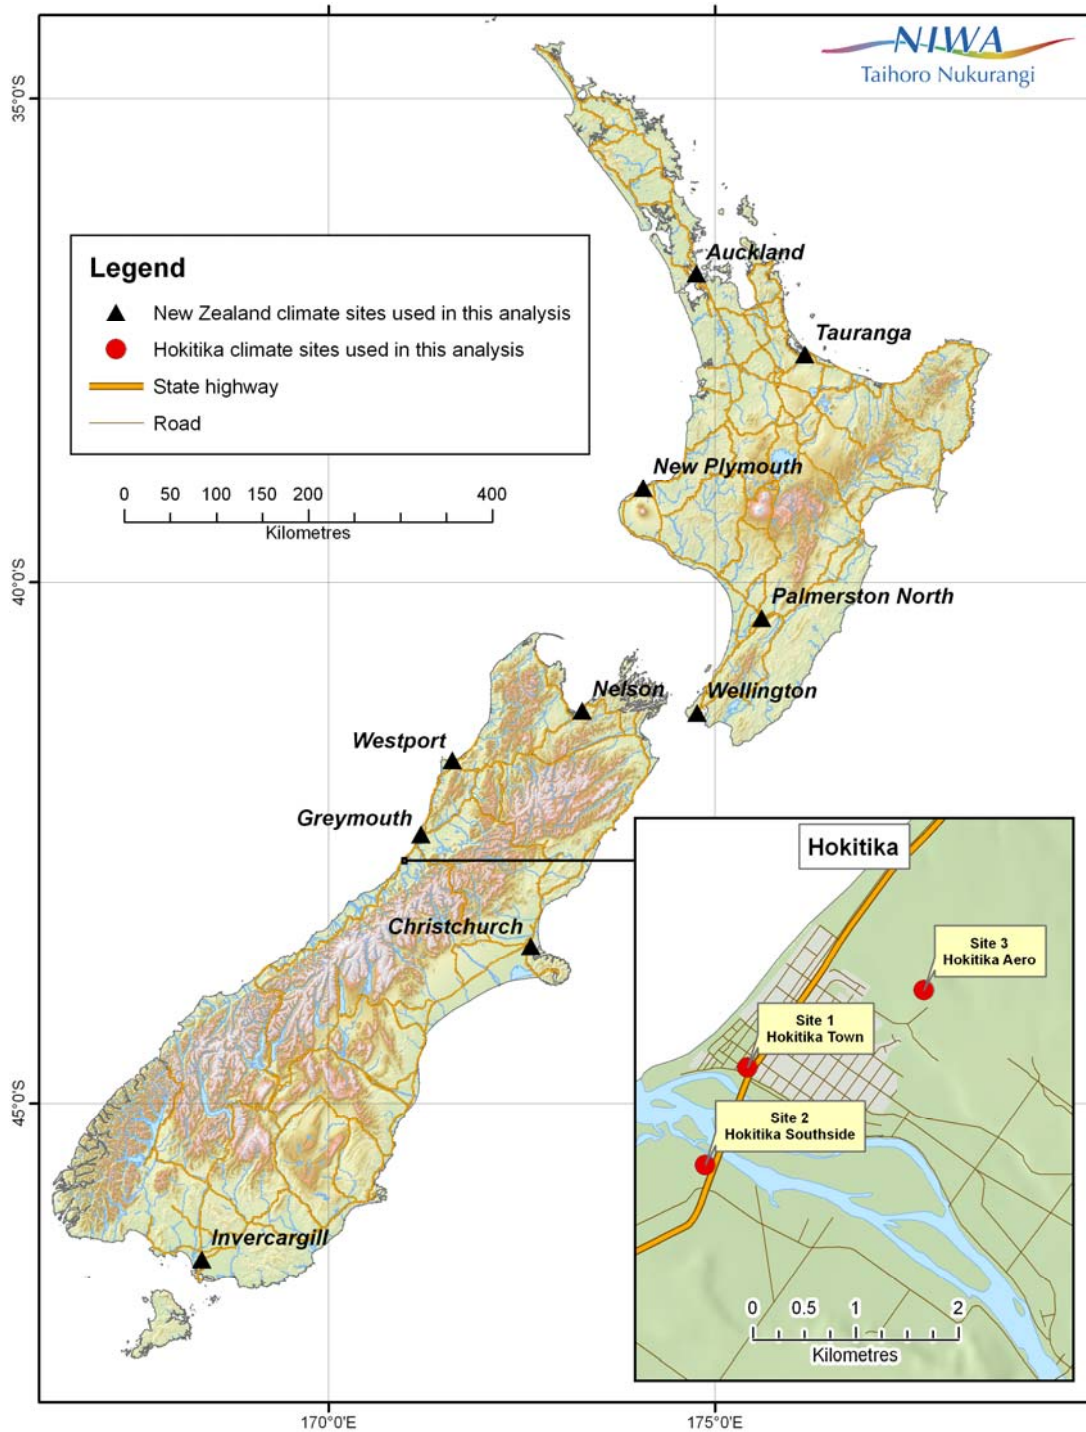 NIWA
Taihoro Nukurangi
35°0'S
Auckland
Legend
New Zealand climate sites used in this analysis
Hokitika climate sites used in this analysis
State highway
Road
Tauranga
New Plymouth
0 50 100 150 200 400
Kilometres
40°0'S
Palmerston North
Nelson
Wellington
Westport
Greymouth
Hokitika
Christchurch
Site 3
Hokitika Aero
Site 1
Hokitika Town
45°0'S
Site 2
Hokitika Southside
Invercargill
0 0.5 1 2
Kilometres
170°0'E
175°0'E